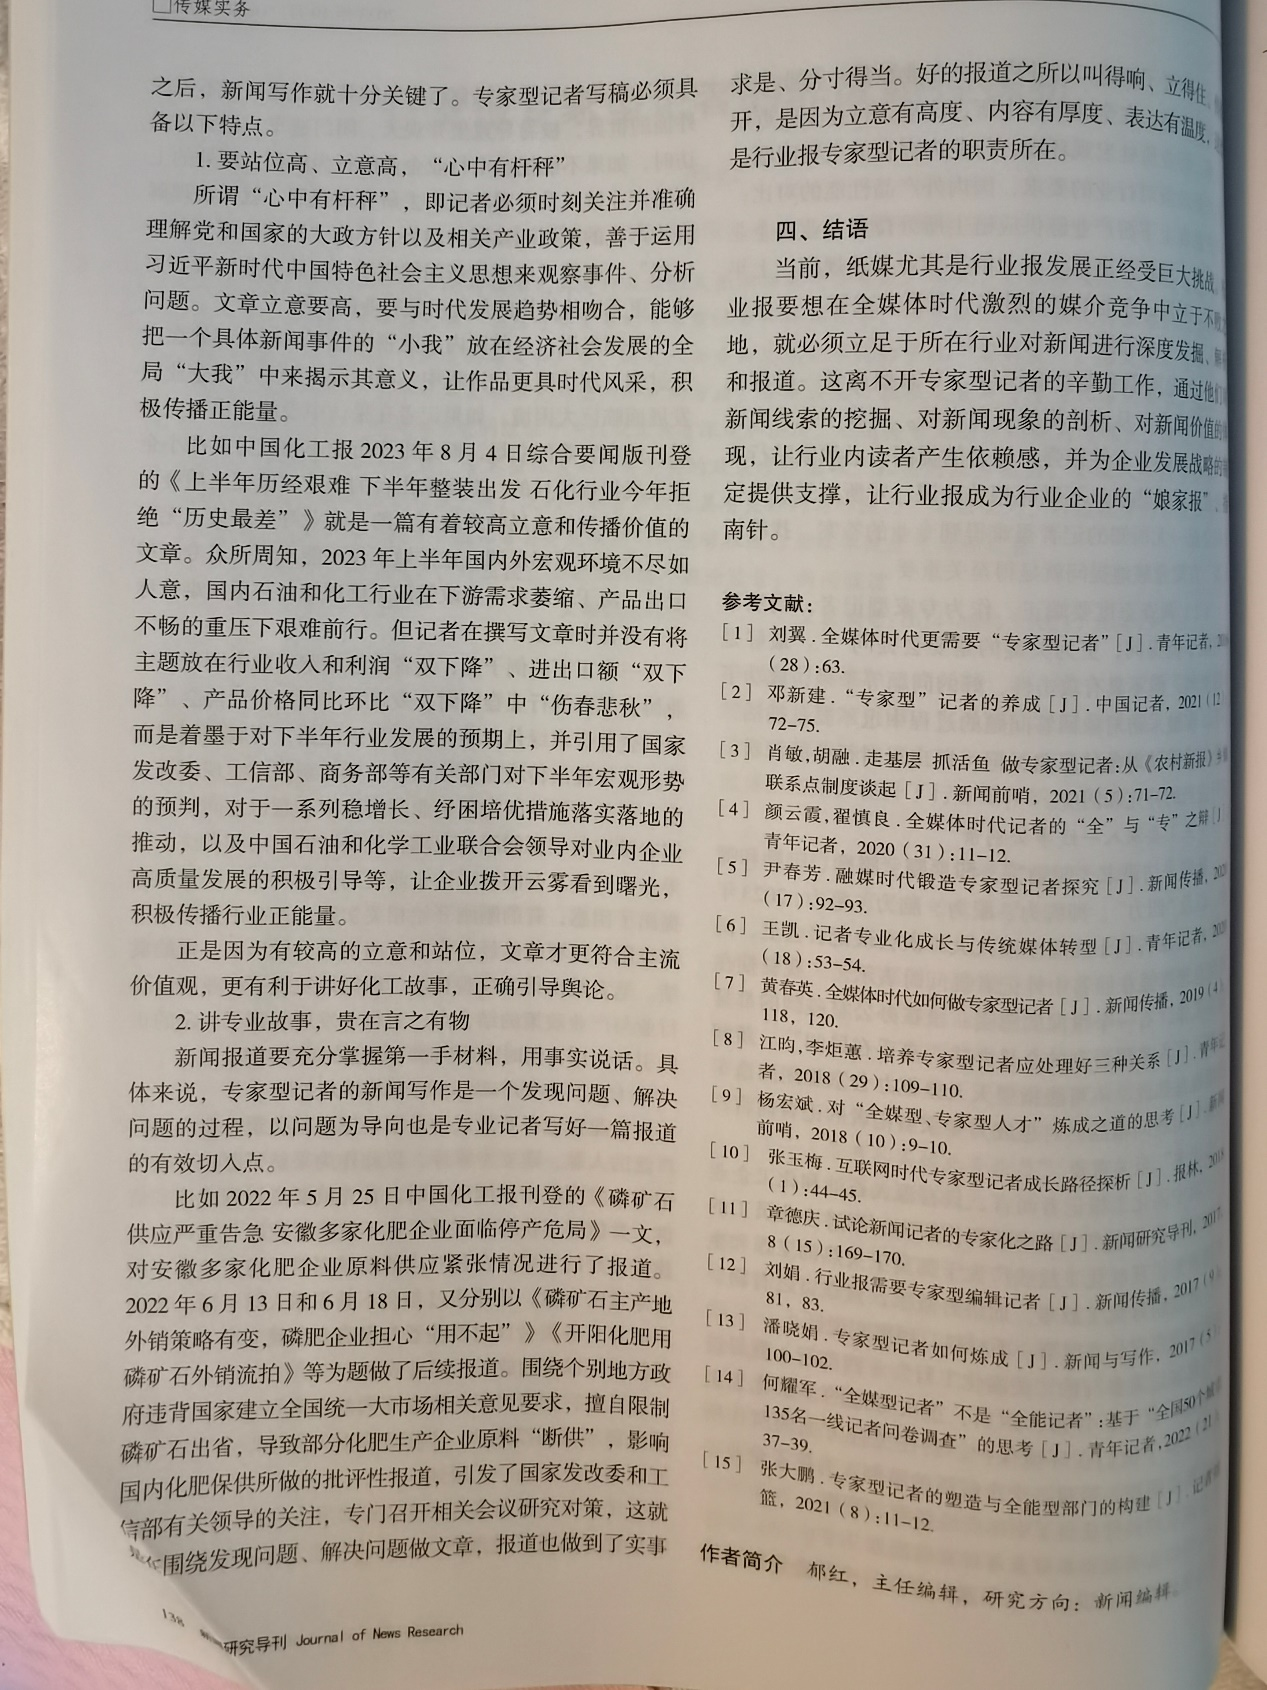 □传媒实务
之后，新闻写作就十分关键了。专家型记者写稿必须具
备以下特点。
1. 要站位高、立意高，“心中有杆秤”
所谓“心中有杆秤”，即记者必须时刻关注并准确
理解党和国家的大政方针以及相关产业政策，善于运用
习近平新时代中国特色社会主义思想来观察事件、分析
问题。文章立意要高，要与时代发展趋势相吻合，能够
把一个具体新闻事件的“小我”放在经济社会发展的全
局“大我”中来揭示其意义，让作品更具时代风采，积
极传播正能量。
比如中国化工报 2023 年 8 月 4 日综合要闻版刊登
的《上半年历经艰难 下半年整装出发 石化行业今年拒
绝“历史最差”》就是一篇有着较高立意和传播价值的
文章。众所周知，2023 年上半年国内外宏观环境不尽如
人意，国内石油和化工行业在下游需求萎缩、产品出口
不畅的重压下艰难前行。但记者在撰写文章时并没有将
主题放在行业收入和利润“双下降”、进出口额“双下
降”、产品价格同比环比“双下降”中“伤春悲秋”，
而是着墨于对下半年行业发展的预期上，并引用了国家
发改委、工信部、商务部等有关部门对下半年宏观形势
的预判，对于一系列稳增长、纾困培优措施落实落地的
推动，以及中国石油和化学工业联合会领导对业内企业
高质量发展的积极引导等，让企业拨开云雾看到曙光，
积极传播行业正能量。
正是因为有较高的立意和站位，文章才更符合主流
价值观，更有利于讲好化工故事，正确引导舆论。
2. 讲专业故事，贵在言之有物
新闻报道要充分掌握第一手材料，用事实说话。具
体来说，专家型记者的新闻写作是一个发现问题、解决
问题的过程，以问题为导向也是专业记者写好一篇报道
的有效切入点。
比如 2022 年 5 月 25 日中国化工报刊登的《磷矿石
供应严重告急 安徽多家化肥企业面临停产危局》一文，
对安徽多家化肥企业原料供应紧张情况进行了报道。
2022 年 6 月 13 日和 6 月 18 日，又分别以《磷矿石主产地
外销策略有变，磷肥企业担心“用不起”》《开阳化肥用
磷矿石外销流拍》等为题做了后续报道。围绕个别地方政
府违背国家建立全国统一大市场相关意见要求，擅自限制
磷矿石出省，导致部分化肥生产企业原料“断供”，影响
国内化肥保供所做的批评性报道，引发了国家发改委和工
信部有关领导的关注，专门召开相关会议研究对策，这就
围绕发现问题、解决问题做文章，报道也做到了实事
138 研究导刊 Journal of News Research
求是、分寸得当。好的报道之所以叫得响、立得住、
开，是因为立意有高度、内容有厚度、表达有温度，
是行业报专家型记者的职责所在。
四、结语
当前，纸媒尤其是行业报发展正经受巨大挑战
业报要想在全媒体时代激烈的媒介竞争中立于不
地，就必须立足于所在行业对新闻进行深度发掘、
和报道。这离不开专家型记者的辛勤工作，通过他们
新闻线索的挖掘、对新闻现象的剖析、对新闻价值的
现，让行业内读者产生依赖感，并为企业发展战略的
定提供支撑，让行业报成为行业企业的“娘家报”、
南针。
参考文献：
［1］ 刘翼 . 全媒体时代更需要“专家型记者”［J］. 青年记者，
（28）:63.
［2］ 邓新建 . “专家型”记者的养成［J］. 中国记者，2021（12
72–75.
［3］ 肖敏,胡融 . 走基层 抓活鱼 做专家型记者:从《农村新报》
联系点制度谈起［J］. 新闻前哨，2021（5）:71–72.
［4］ 颜云霞,翟慎良 . 全媒体时代记者的“全”与“专”之辩［J
青年记者，2020（31）:11–12.
［5］ 尹春芳 . 融媒时代锻造专家型记者探究［J］. 新闻传播，
（17）:92–93.
［6］ 王凯 . 记者专业化成长与传统媒体转型［J］. 青年记者，
（18）:53–54.
［7］ 黄春英 . 全媒体时代如何做专家型记者［J］. 新闻传播，2019（4）
118，120.
［8］ 江昀,李炬蕙 . 培养专家型记者应处理好三种关系［J］. 青年记
者，2018（29）:109–110.
［9］ 杨宏斌 . 对“全媒型、专家型人才”炼成之道的思考［J］. 新闻
前哨，2018（10）:9–10.
［10］ 张玉梅 . 互联网时代专家型记者成长路径探析［J］. 报林，2018
（1）:44–45.
［11］ 章德庆 . 试论新闻记者的专家化之路［J］. 新闻研究导刊，2017，
8（15）:169–170.
［12］ 刘娟 . 行业报需要专家型编辑记者［J］. 新闻传播，2017（9）
81，83.
［13］ 潘晓娟 . 专家型记者如何炼成［J］. 新闻与写作，2017（5）
100–102.
［14］ 何耀军 . “全媒型记者”不是“全能记者”:基于“全国50个城
135名一线记者问卷调查”的思考［J］. 青年记者，2022（21）
37–39.
［15］ 张大鹏 . 专家型记者的塑造与全能型部门的构建［J］. 记者
篮，2021（8）:11–12.
作者简介 郁红，主任编辑，研究方向：新闻编辑。